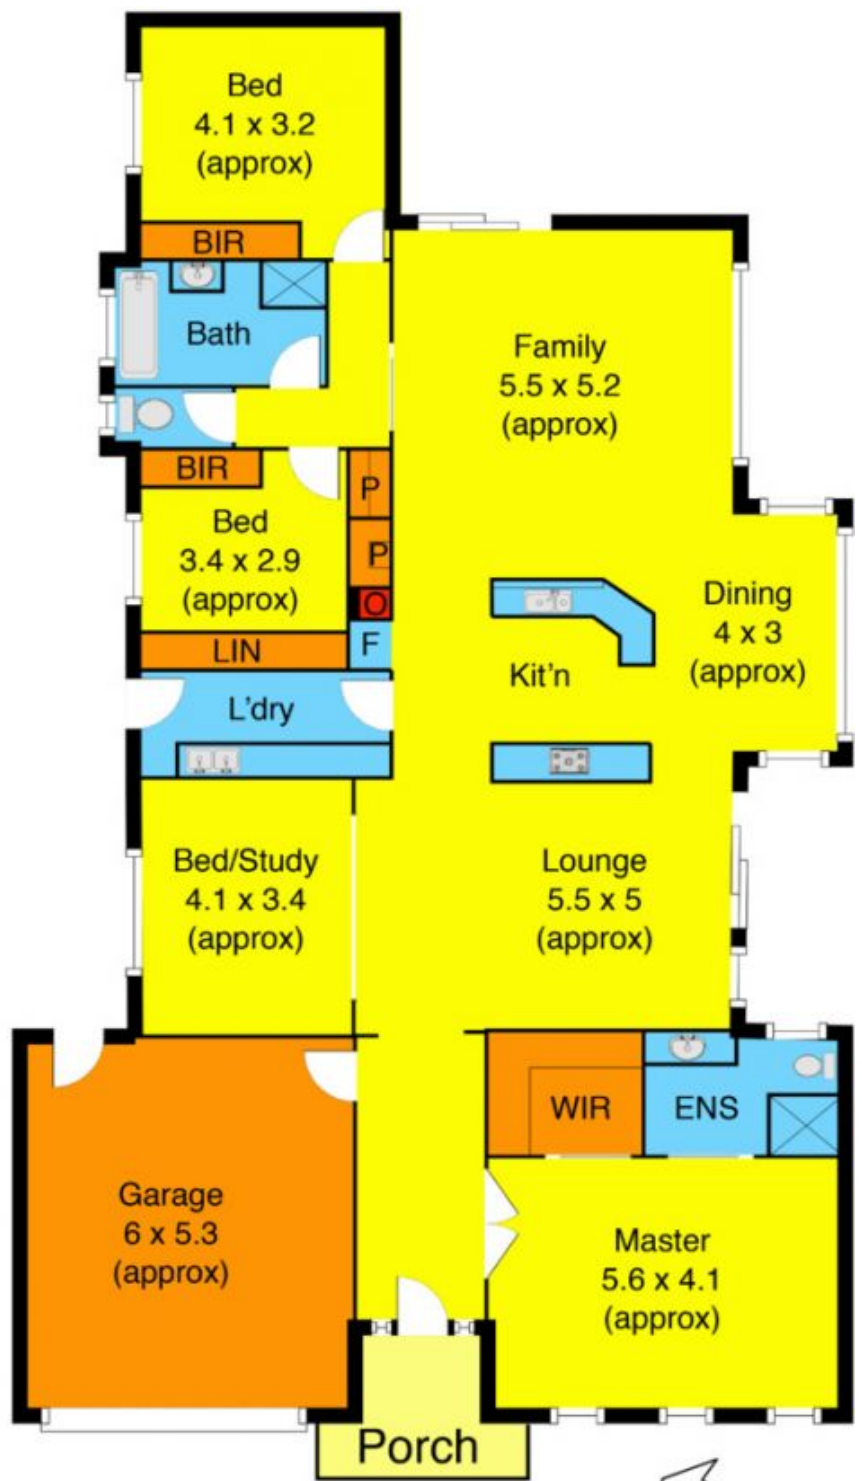 Bed
4.1 x 3.2
(approx)
BIR
Bath
Family
5.5 x 5.2
(approx)
BIR
P
Bed
3.4 x 2.9
(approx)
P
O
LIN
F
Dining
4 x 3
(approx)
Kit'n
L'dry
Bed/Study
4.1 x 3.4
(approx)
Lounge
5.5 x 5
(approx)
WIR
ENS
Garage
6 x 5.3
(approx)
Master
5.6 x 4.1
(approx)
Porch